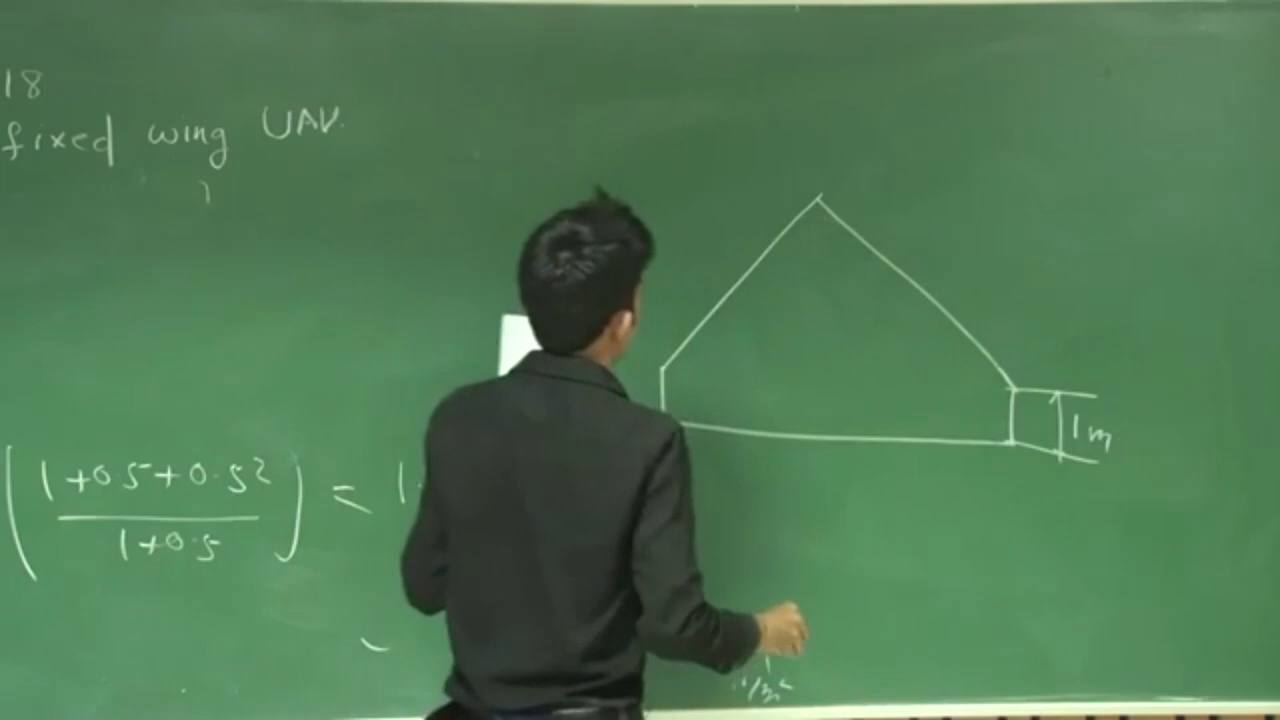 18
fixed wing UAV.
(1+0.5+0.5²
1+0.5) = 1.
1m